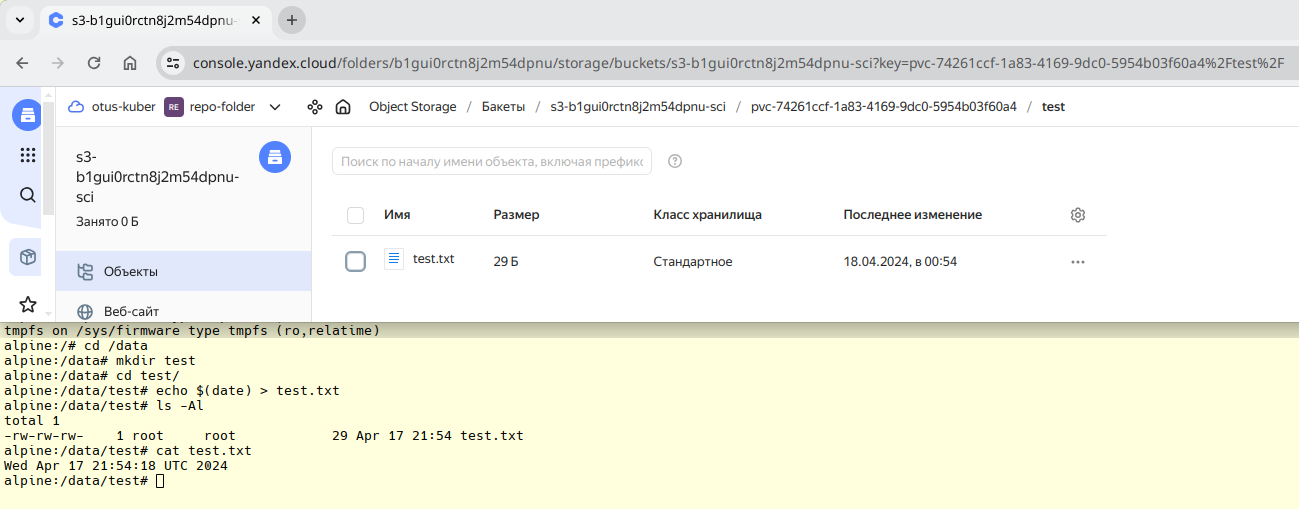 s3-b1gui0rctn8j2m54dpnu-
console.yandex.cloud/folders/b1gui0rctn8j2m54dpnu/storage/buckets/s3-b1gui0rctn8j2m54dpnu-sci?key=pvc-74261ccf-1a83-4169-9dc0-5954b03f60a4%2Ftest%2F
otus-kuber RE repo-folder Object Storage / Бакеты / s3-b1gui0rctn8j2m54dpnu-sci / pvc-74261ccf-1a83-4169-9dc0-5954b03f60a4 / test
s3-
b1gui0rctn8j2m54dpnu-
sci
Занято 0 Б
Объекты
Веб-сайт
Поиск по началу имени объекта, включая префикс
Имя Размер Класс хранилища Последнее изменение
test.txt 29 Б Стандартное 18.04.2024, в 00:54
tmpfs on /sys/firmware type tmpfs (ro,relatime)
alpine:/# cd /data
alpine:/data# mkdir test
alpine:/data# cd test/
alpine:/data/test# echo $(date) > test.txt
alpine:/data/test# ls -Al
total 1
-rw-rw-rw-    1 root     root            29 Apr 17 21:54 test.txt
alpine:/data/test# cat test.txt
Wed Apr 17 21:54:18 UTC 2024
alpine:/data/test#